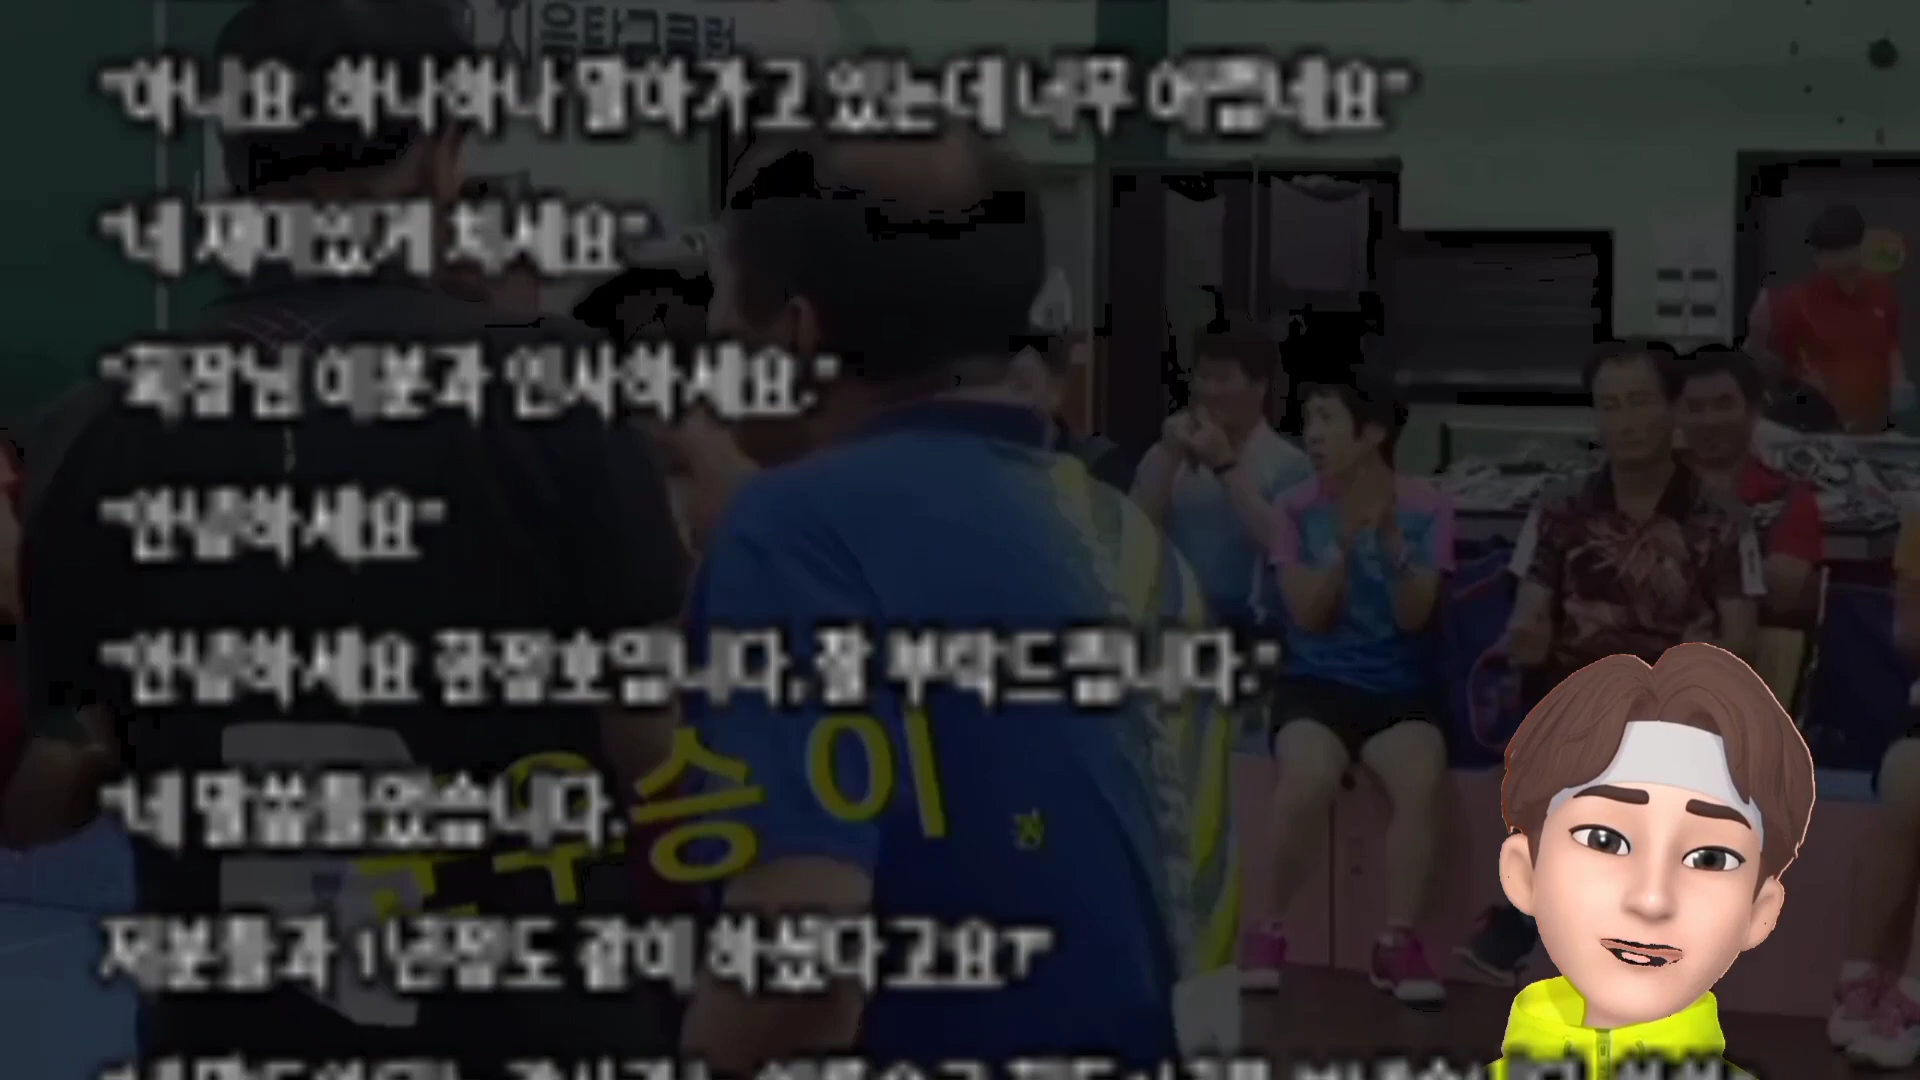 "아니요. 하나하나 알아가고 있는데 너무 어렵네요"
"네 재미있게 치세요"
"곽잘님 이분과 인사하세요."
"안녕하세요"
"안녕하세요 관장호입니다. 잘 부탁드립니다."
"네 말씀들었습니다.
저분들과 1년정도 같이 하셨다고요?"
승이